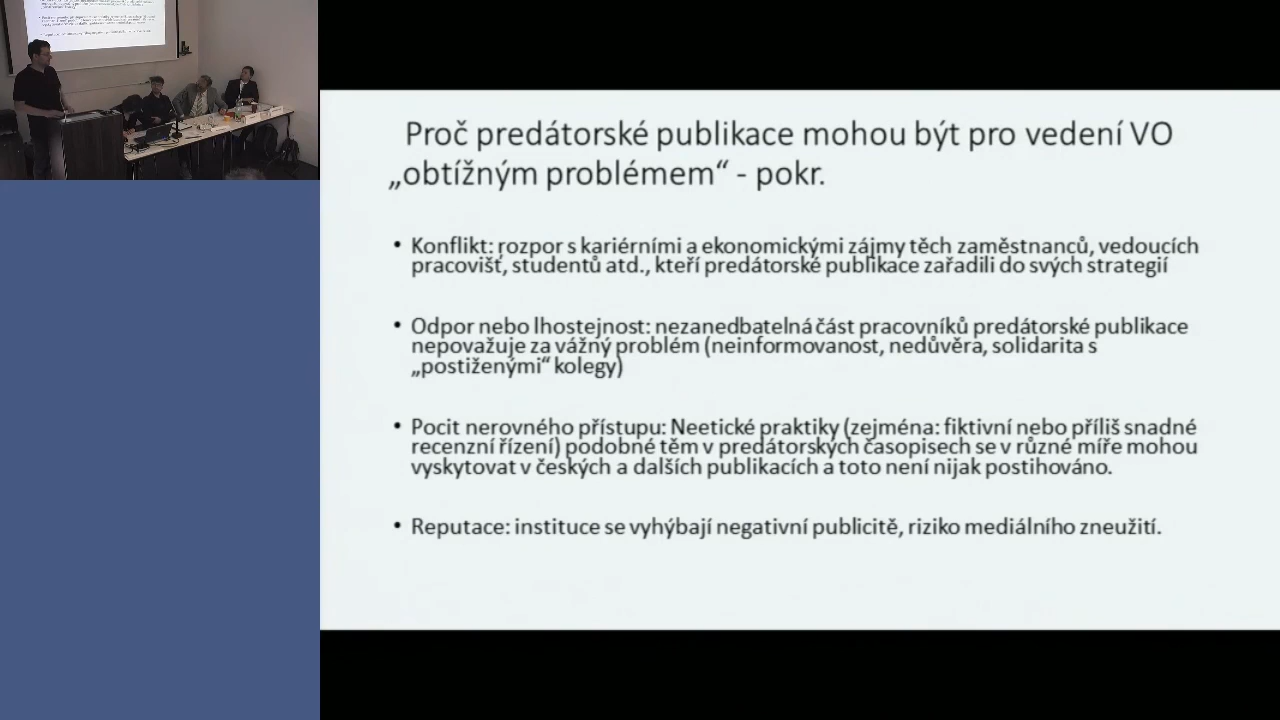 Proč predátorské publikace mohou být pro vedení VO
„obtížným problémem“ - pokr.
• Konflikt: rozpor s kariérními a ekonomickými zájmy těch zaměstnanců, vedoucích
pracovišť, studentů atd., kteří predátorské publikace zařadili do svých strategií
• Odpor nebo lhostejnost: nezanedbatelná část pracovníků predátorské publikace
nepovažuje za vážný problém (neinformovanost, nedůvěra, solidarita s
„postiženými“ kolegy)
• Pocit nerovného přístupu: Neetické praktiky (zejména: fiktivní nebo příliš snadné
recenzní řízení) podobné těm v predátorských časopisech se v různé míře mohou
vyskytovat v českých a dalších publikacích a toto není nijak postihováno.
• Reputace: instituce se vyhýbají negativní publicitě, riziko mediálního zneužití.